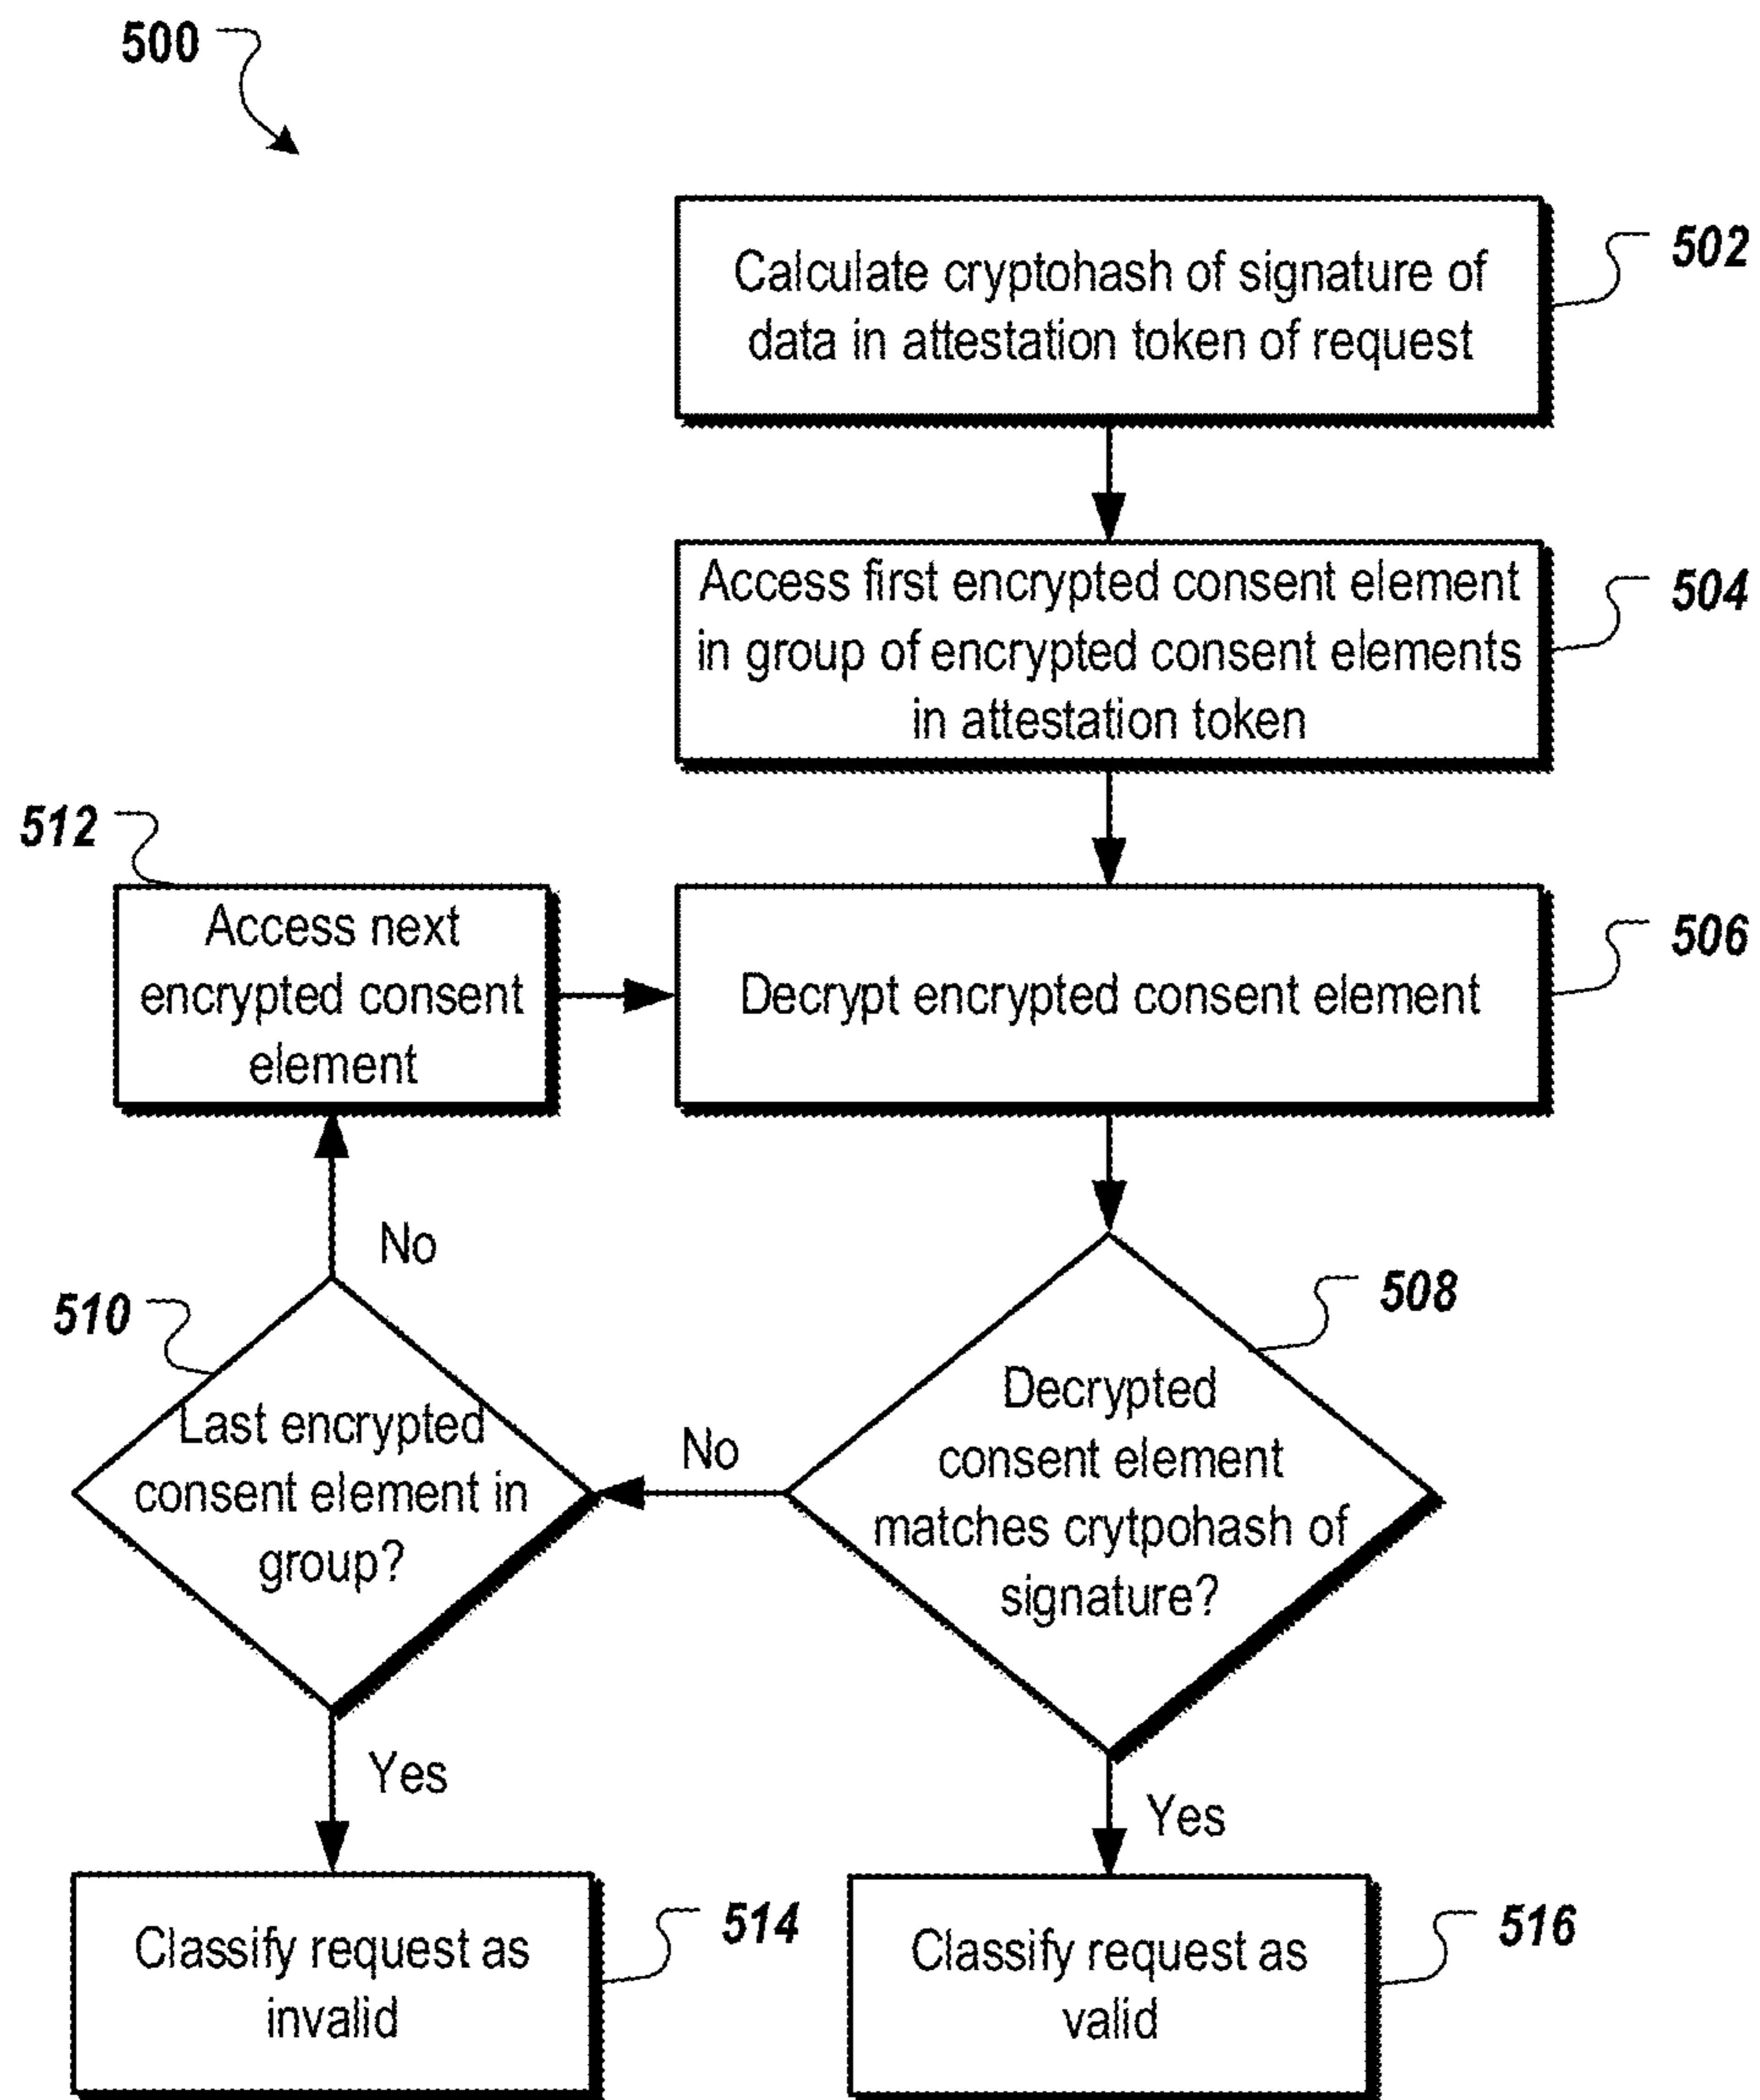 500
Calculate cryptohash of signature of
data in attestation token of request
502
Access first encrypted consent element
in group of encrypted consent elements
in attestation token
504
512
Access next
encrypted consent
element
Decrypt encrypted consent element
506
No
510
Last encrypted
consent element in
group?
No
508
Decrypted
consent element
matches crytpohash of
signature?
Yes
Yes
Classify request as
invalid
514
Classify request as
valid
516